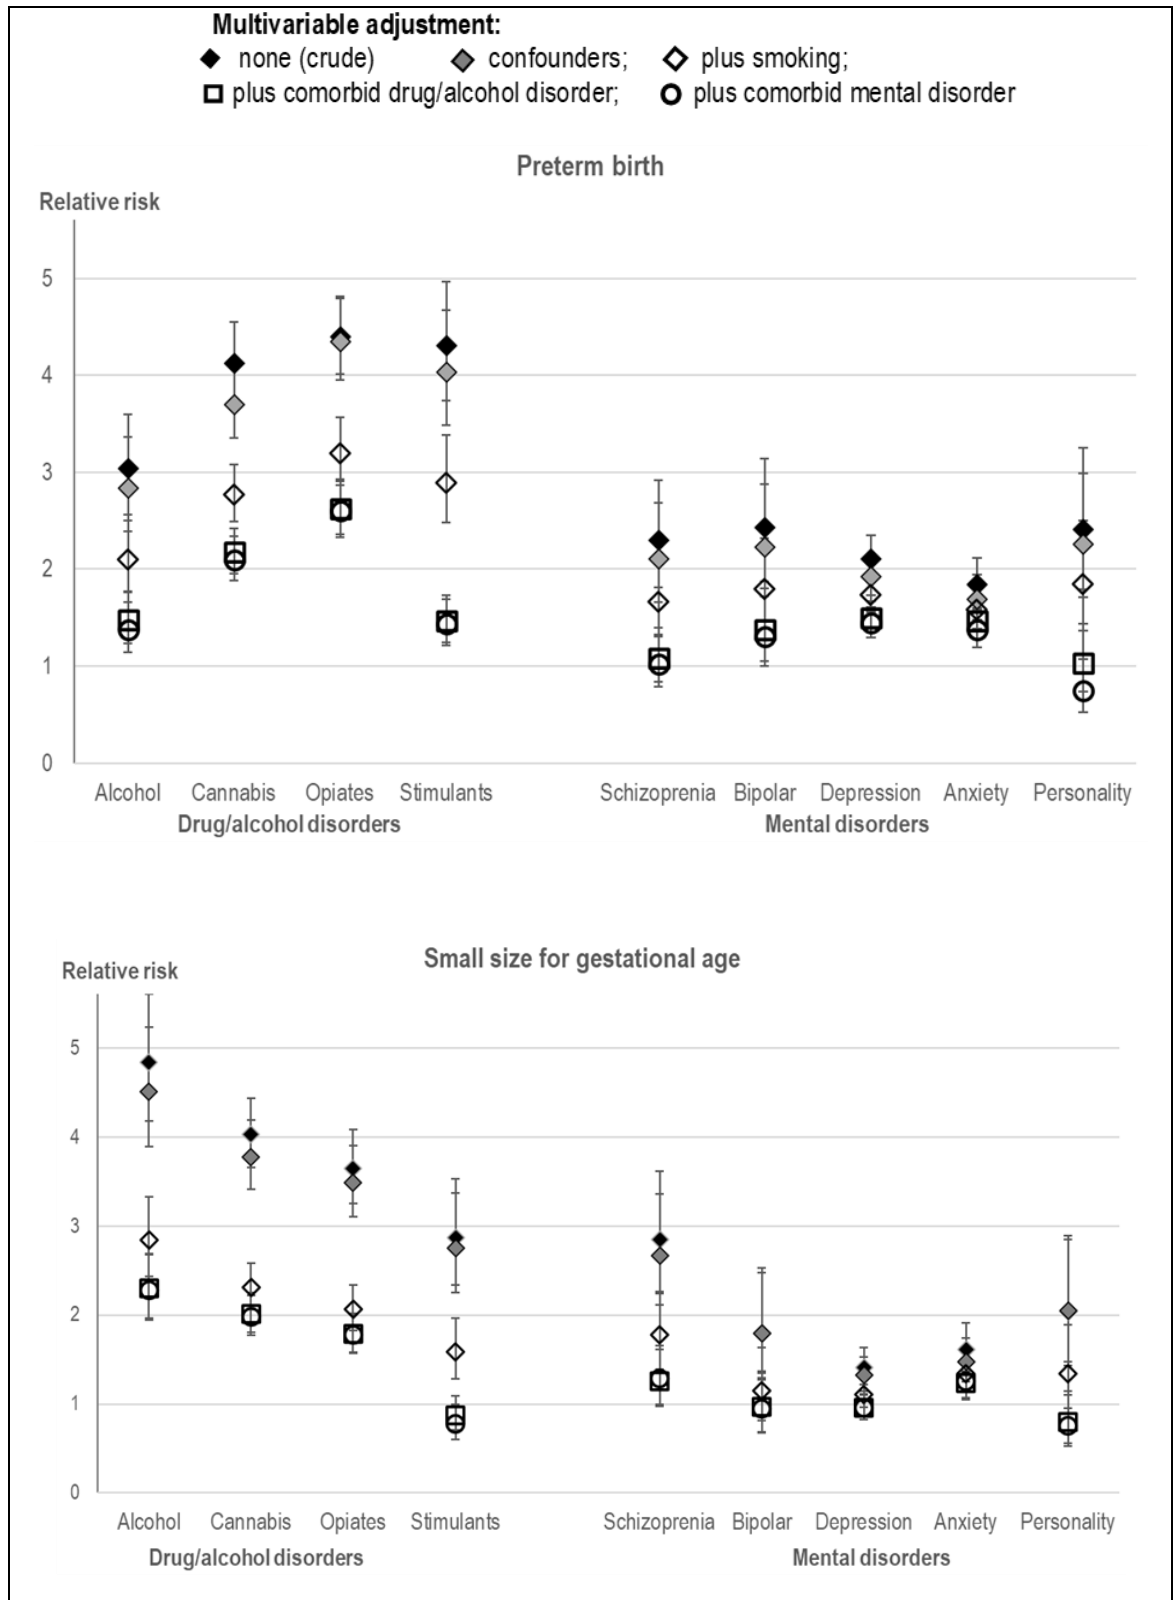 Multivariable adjustment:
none (crude) confounders; plus smoking;
plus comorbid drug/alcohol disorder; plus comorbid mental disorder
Preterm birth
Relative risk
5
4
3
2
1
0
Alcohol Cannabis Opiates Stimulants Schizoprenia Bipolar Depression Anxiety Personality
Drug/alcohol disorders Mental disorders
Small size for gestational age
Relative risk
5
4
3
2
1
0
Alcohol Cannabis Opiates Stimulants Schizoprenia Bipolar Depression Anxiety Personality
Drug/alcohol disorders Mental disorders